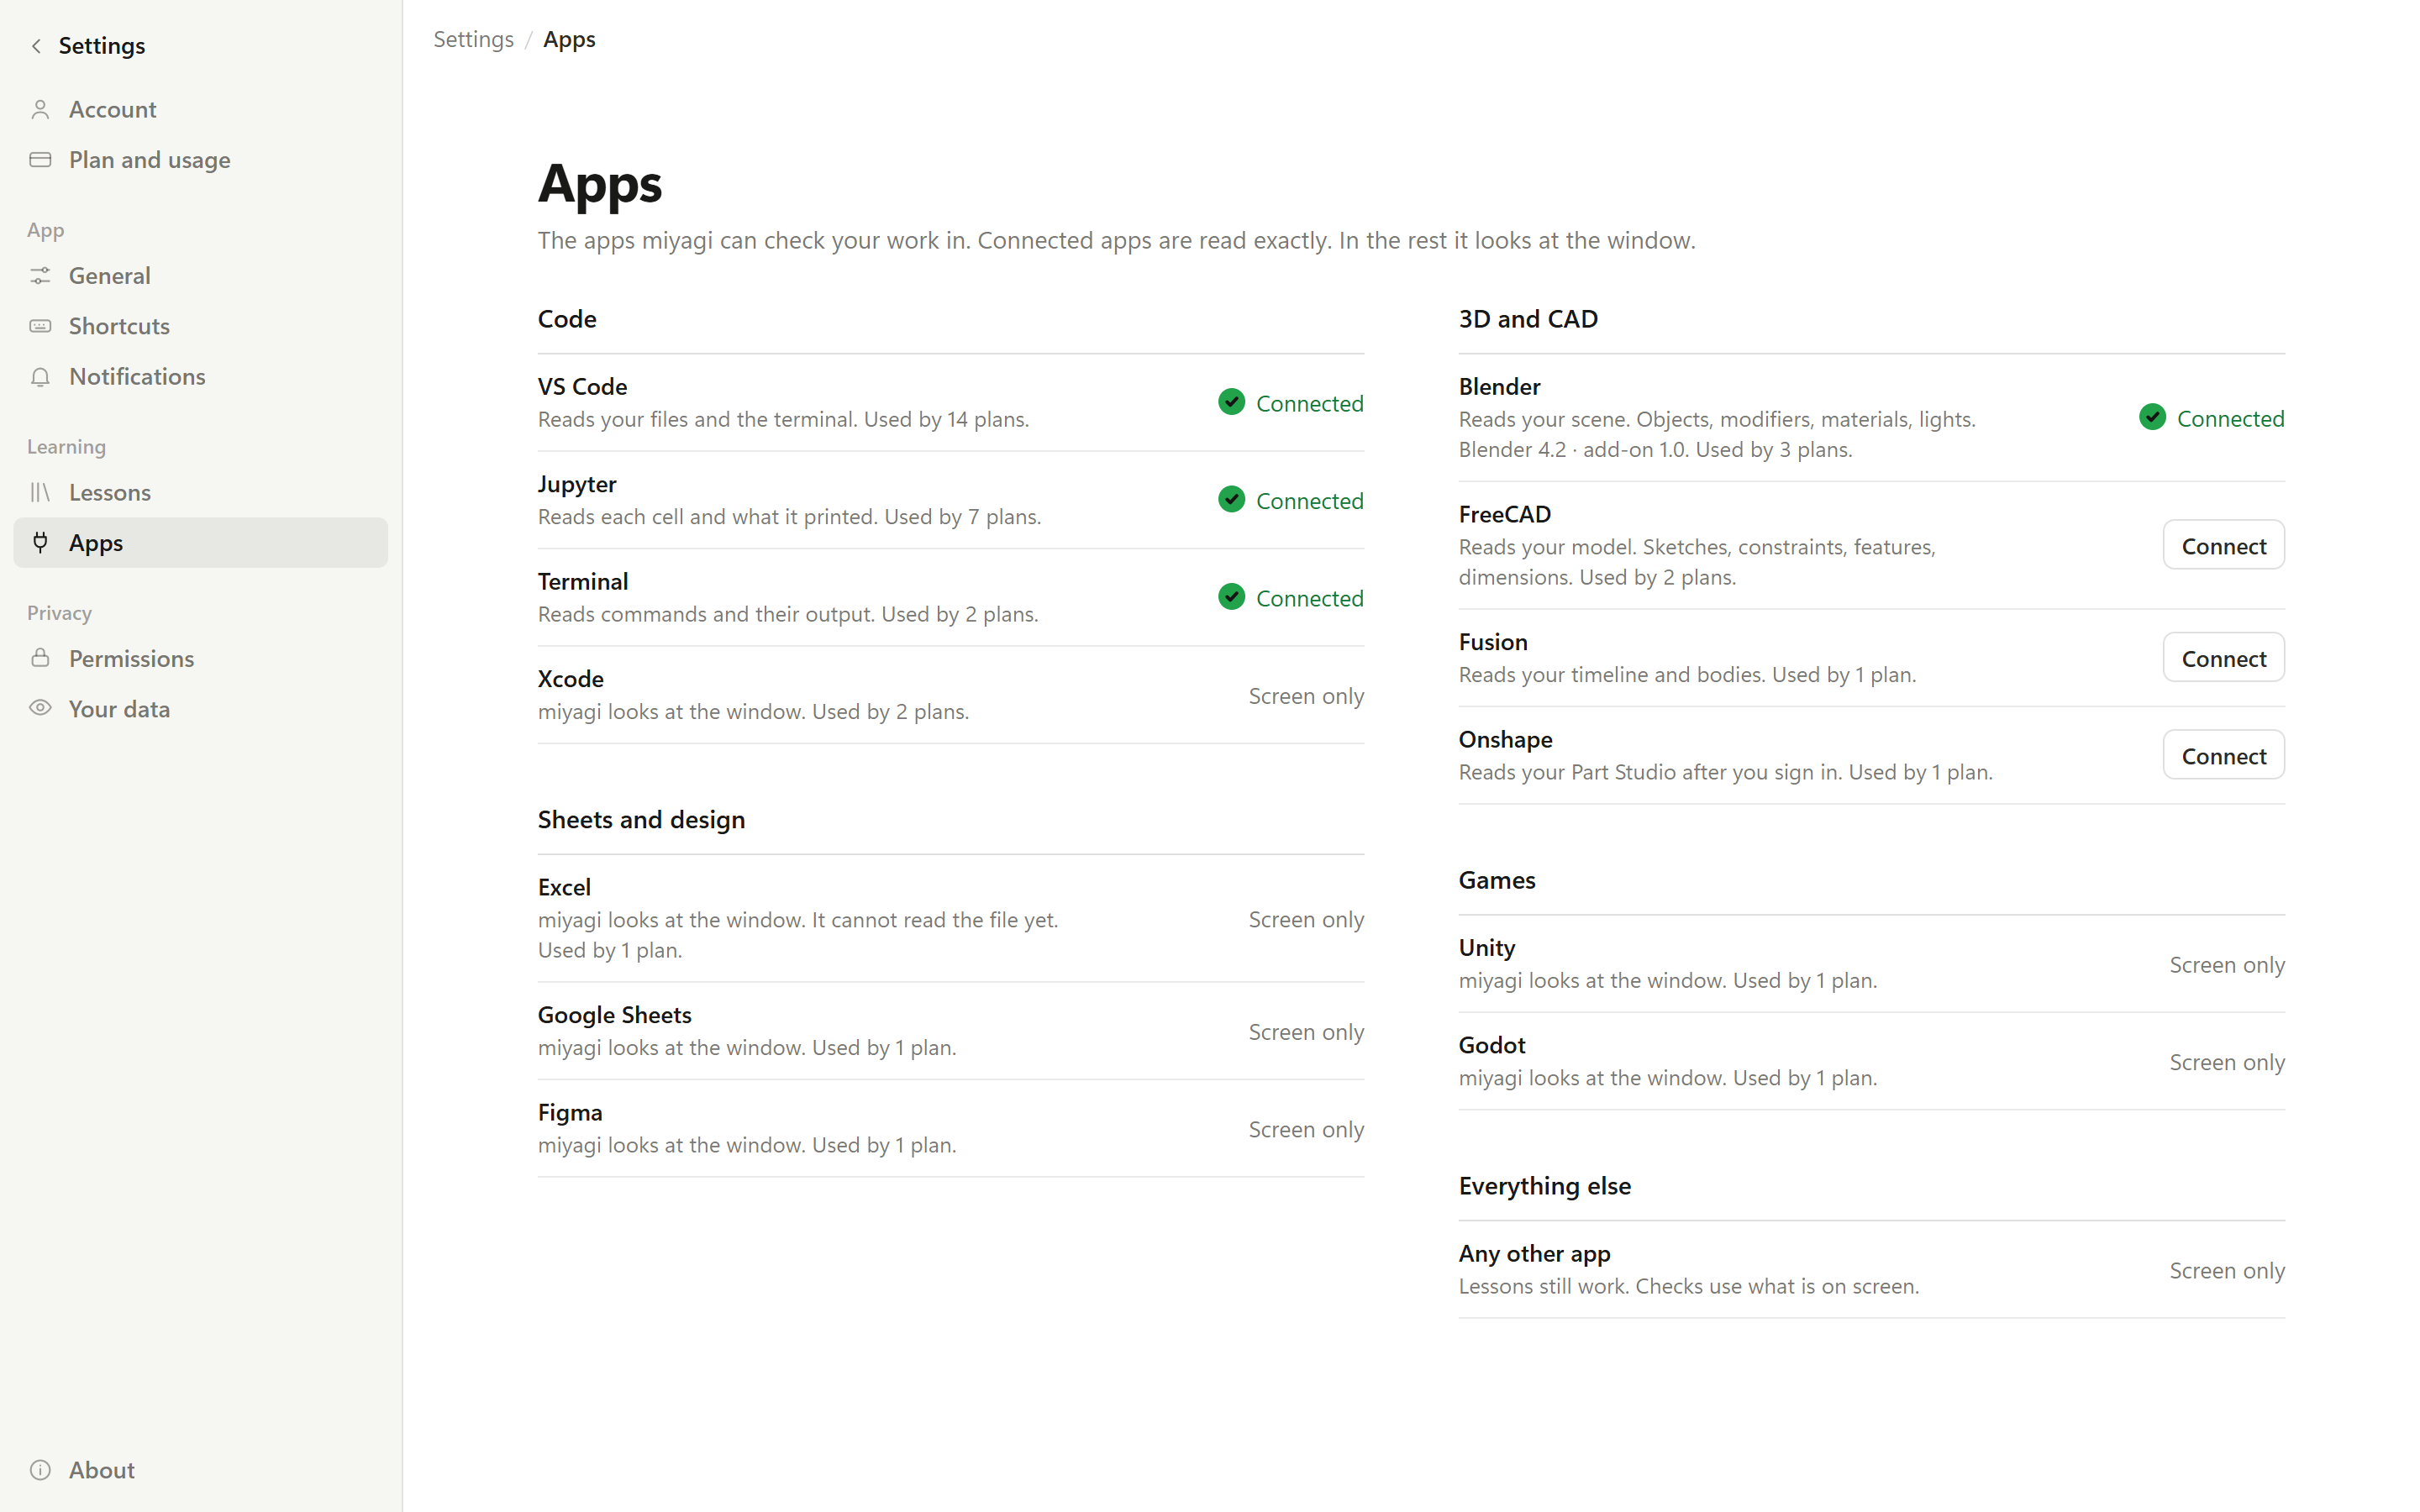 Settings
Account
Plan and usage
App
General
Shortcuts
Notifications
Learning
Lessons
Apps
Privacy
Permissions
Your data
About
Settings / Apps
Apps
The apps miyagi can check your work in. Connected apps are read exactly. In the rest it looks at the window.
Code
VS Code
Reads your files and the terminal. Used by 14 plans.
Connected
Jupyter
Reads each cell and what it printed. Used by 7 plans.
Connected
Terminal
Reads commands and their output. Used by 2 plans.
Connected
Xcode
miyagi looks at the window. Used by 2 plans.
Screen only
Sheets and design
Excel
miyagi looks at the window. It cannot read the file yet.
Used by 1 plan.
Screen only
Google Sheets
miyagi looks at the window. Used by 1 plan.
Screen only
Figma
miyagi looks at the window. Used by 1 plan.
Screen only
3D and CAD
Blender
Reads your scene. Objects, modifiers, materials, lights.
Blender 4.2 · add-on 1.0. Used by 3 plans.
Connected
FreeCAD
Reads your model. Sketches, constraints, features,
dimensions. Used by 2 plans.
Connect
Fusion
Reads your timeline and bodies. Used by 1 plan.
Connect
Onshape
Reads your Part Studio after you sign in. Used by 1 plan.
Connect
Games
Unity
miyagi looks at the window. Used by 1 plan.
Screen only
Godot
miyagi looks at the window. Used by 1 plan.
Screen only
Everything else
Any other app
Lessons still work. Checks use what is on screen.
Screen only